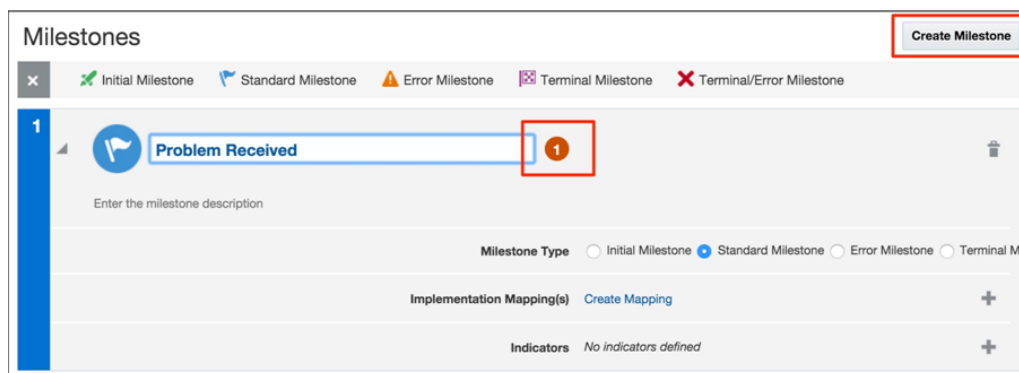 Milestones
Create Milestone
Initial Milestone Standard Milestone Error Milestone Terminal Milestone Terminal/Error Milestone
1
Problem Received 1
Enter the milestone description
Milestone Type Initial Milestone Standard Milestone Error Milestone Terminal M
Implementation Mapping(s) Create Mapping
Indicators No indicators defined